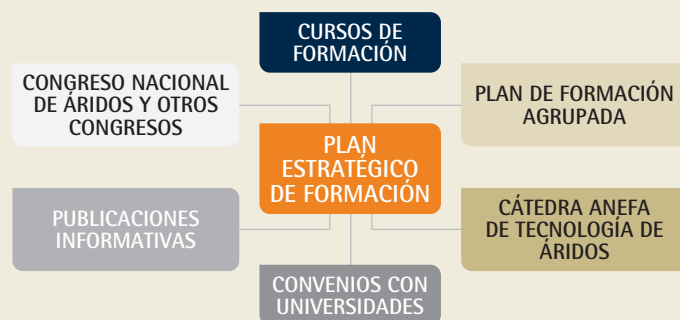 CURSOS DE
FORMACIÓN
CONGRESO NACIONAL
DE ÁRIDOS Y OTROS
CONGRESOS
PLAN DE FORMACIÓN
AGRUPADA
PLAN
ESTRATÉGICO
DE FORMACIÓN
PUBLICACIONES
INFORMATIVAS
CÁTEDRA ANEFA
DE TECNOLOGÍA DE
ÁRIDOS
CONVENIOS CON
UNIVERSIDADES